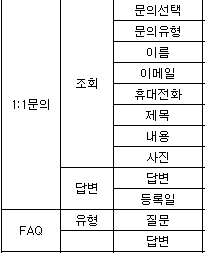 1:1문의
조회
문의선택
문의유형
이름
이메일
휴대전화
제목
내용
사진
답변
답변
등록일
FAQ
유형
질문
답변